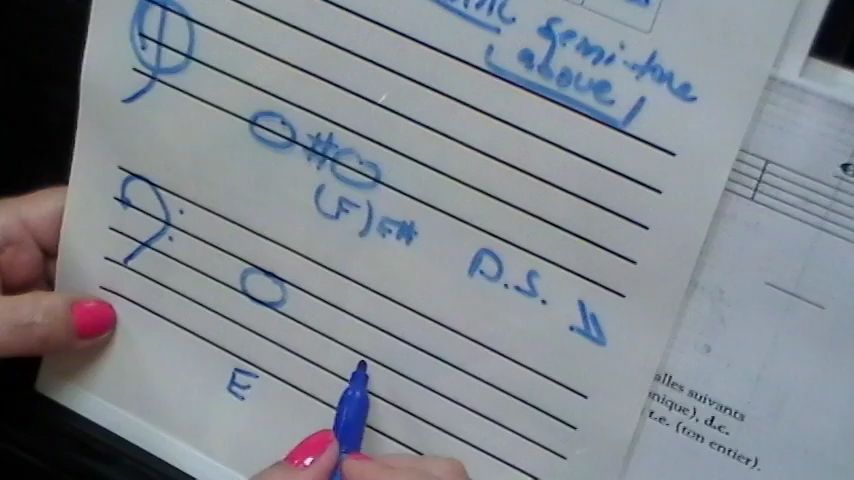 semi-tone
above
(F) F#
D.S.
E
alles suivants
nique), d.c.
t.e. (ton entier).